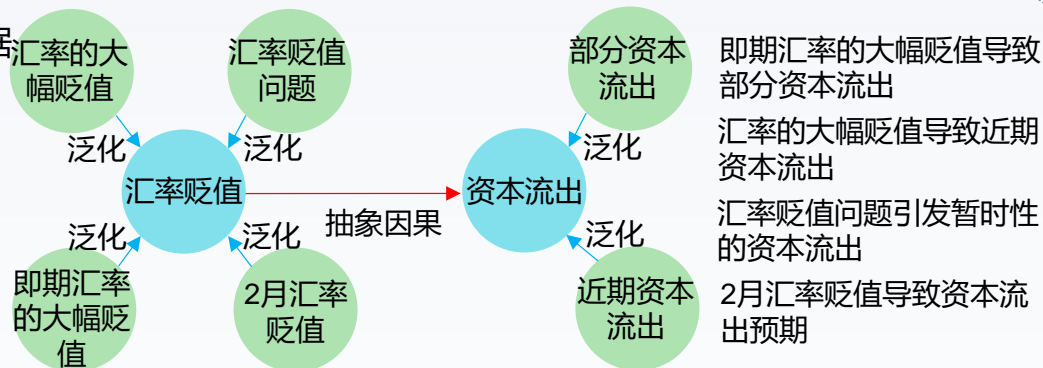 据
汇率的大
幅贬值
汇率贬值
问题
部分资本
流出
即期汇率的大幅贬值导致
部分资本流出
泛化
泛化
泛化
汇率的大幅贬值导致近期
资本流出
汇率贬值
资本流出
抽象因果
汇率贬值问题引发暂时性
的资本流出
泛化
泛化
泛化
即期汇率
的大幅贬
值
2月汇率
贬值
近期资本
流出
2月汇率贬值导致资本流
出预期